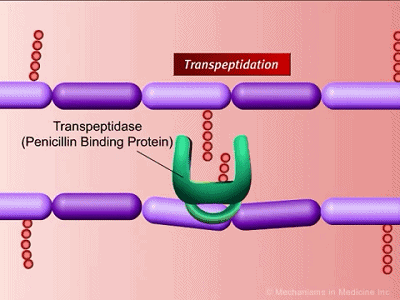 Transpeptidation
Transpeptidase
(Penicillin Binding Protein)
© Mechanisms in Medicine Inc.